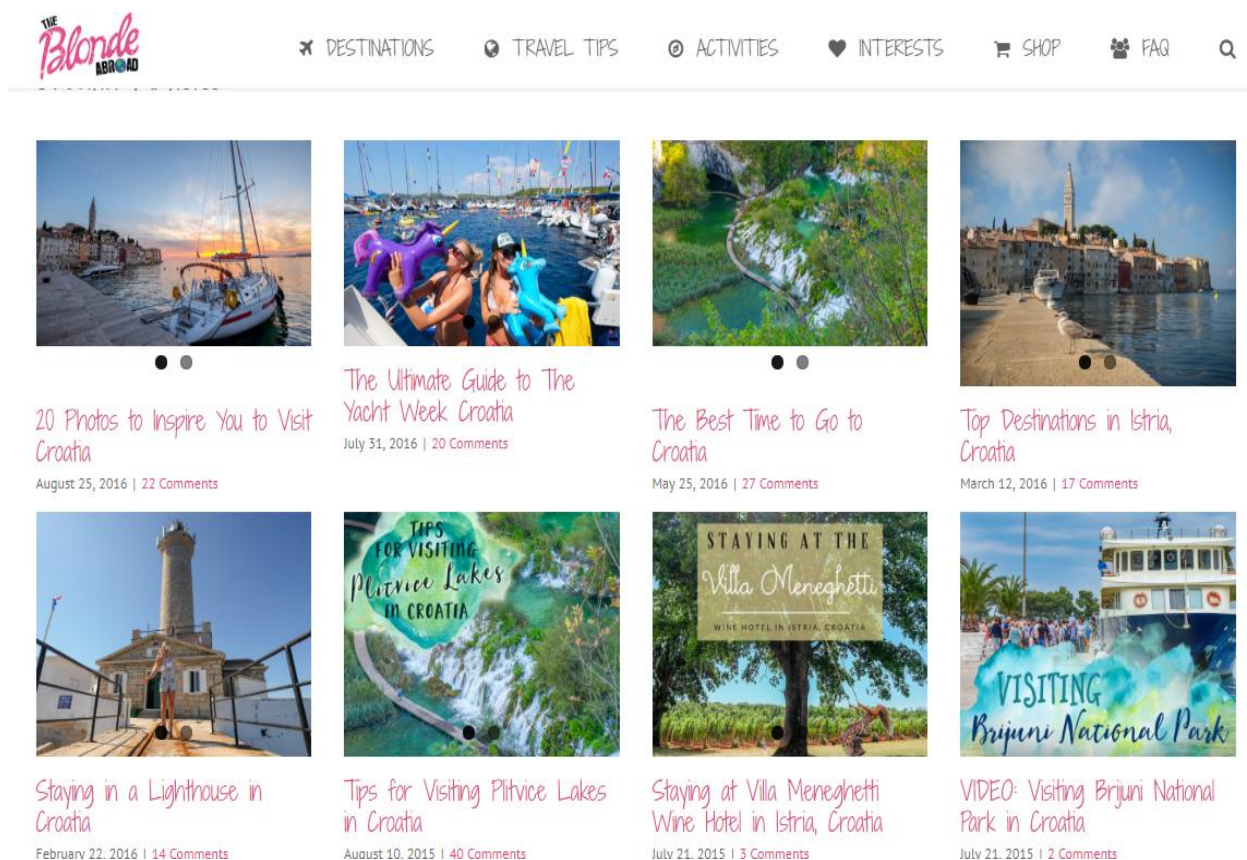 THE
Blonde
ABROAD
DESTINATIONS
TRAVEL TIPS
ACTIVITIES
INTERESTS
SHOP
FAQ
20 Photos to Inspire You to Visit
Croatia
August 25, 2016 | 22 Comments
The Ultimate Guide to The
Yacht Week Croatia
July 31, 2016 | 20 Comments
The Best Time to Go to
Croatia
May 25, 2016 | 27 Comments
Top Destinations in Istria,
Croatia
March 12, 2016 | 17 Comments
Staying in a Lighthouse in
Croatia
February 22, 2016 | 14 Comments
TIPS
FOR VISITING
Plitvice Lakes
IN CROATIA
Tips for Visiting Plitvice Lakes
in Croatia
August 10, 2015 | 40 Comments
STAYING AT THE
Villa Meneghetti
WINE HOTEL IN ISTRIA, CROATIA
Staying at Villa Meneghetti
Wine Hotel in Istria, Croatia
July 21, 2015 | 3 Comments
VISITING
Brijuni National Park
VIDEO: Visiting Brijuni National
Park in Croatia
July 21, 2015 | 2 Comments